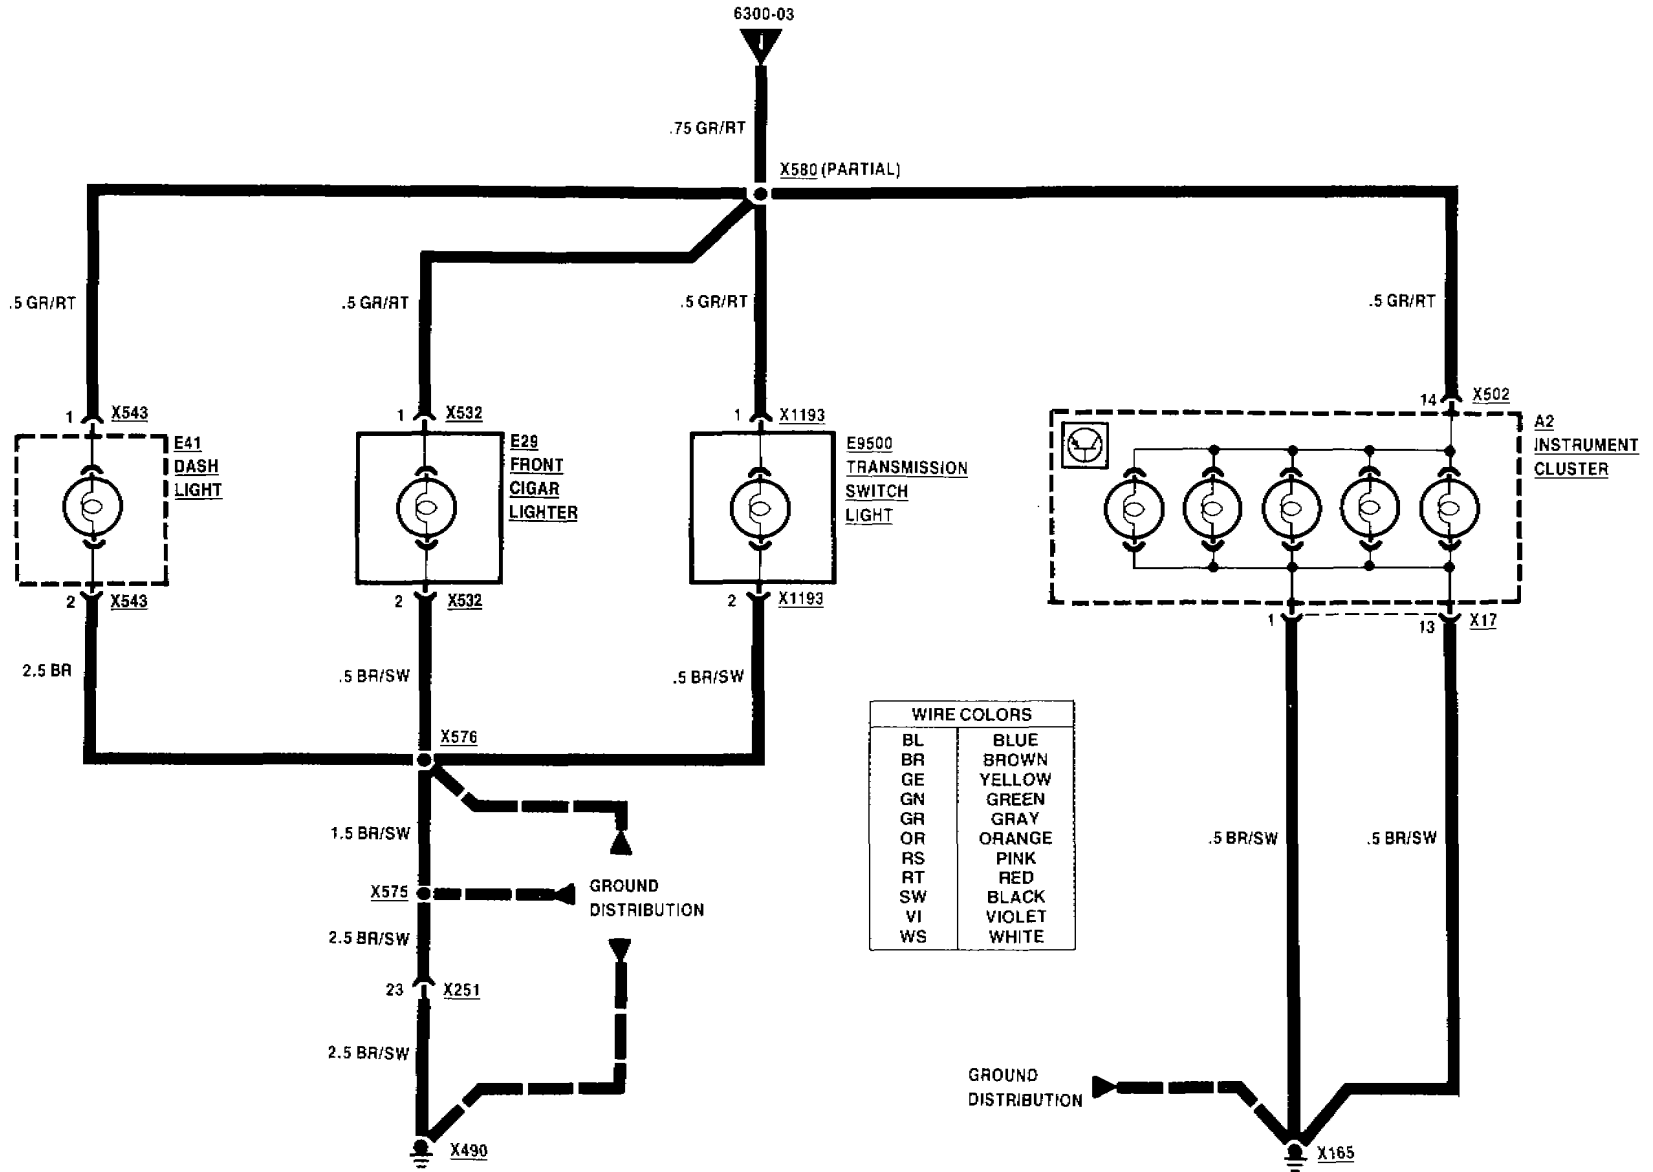 6300-03
J
.75 GR/RT
X580 (PARTIAL)
.5 GR/RT
.5 GR/RT
.5 GR/RT
.5 GR/RT
1 X543
1 X532
1 X1193
14 X502
E41
DASH
LIGHT
E29
FRONT
CIGAR
LIGHTER
E9500
TRANSMISSION
SWITCH
LIGHT
A2
INSTRUMENT
CLUSTER
2 X543
2 X532
2 X1193
1
13 X17
2.5 BR
.5 BR/SW
.5 BR/SW
X576
WIRE COLORS
BL BLUE
BR BROWN
GE YELLOW
GN GREEN
GR GRAY
OR ORANGE
RS PINK
RT RED
SW BLACK
VI VIOLET
WS WHITE
1.5 BR/SW
.5 BR/SW
.5 BR/SW
X575
GROUND
DISTRIBUTION
2.5 BR/SW
23 X251
2.5 BR/SW
GROUND
DISTRIBUTION
X490
X165